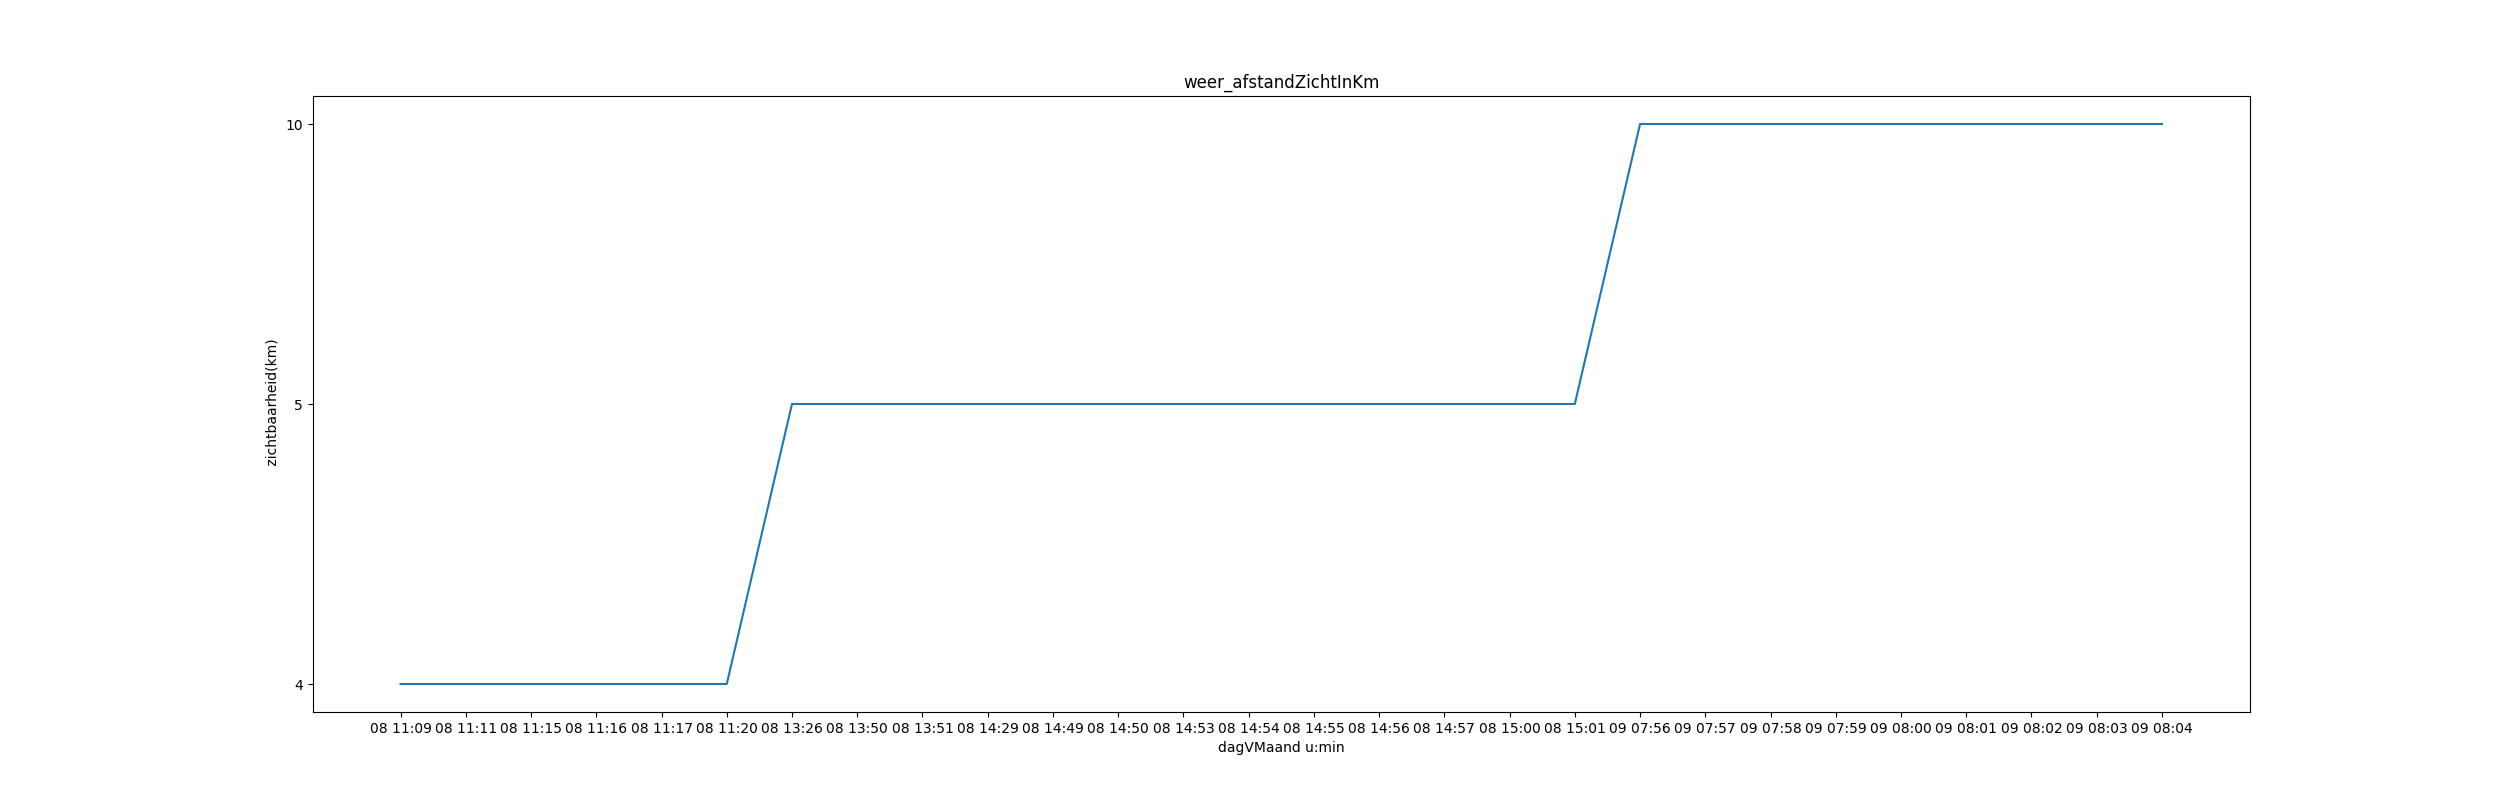 weer_afstandZichtInKm
10
5
4
zichtbaarheid(km)
08 11:09 08 11:11 08 11:15 08 11:16 08 11:17 08 11:20 08 13:26 08 13:50 08 13:51 08 14:29 08 14:49 08 14:50 08 14:53 08 14:54 08 14:55 08 14:56 08 14:57 08 15:00 08 15:01 09 07:56 09 07:57 09 07:58 09 07:59 09 08:00 09 08:01 09 08:02 09 08:03 09 08:04
dagVMaand u:min